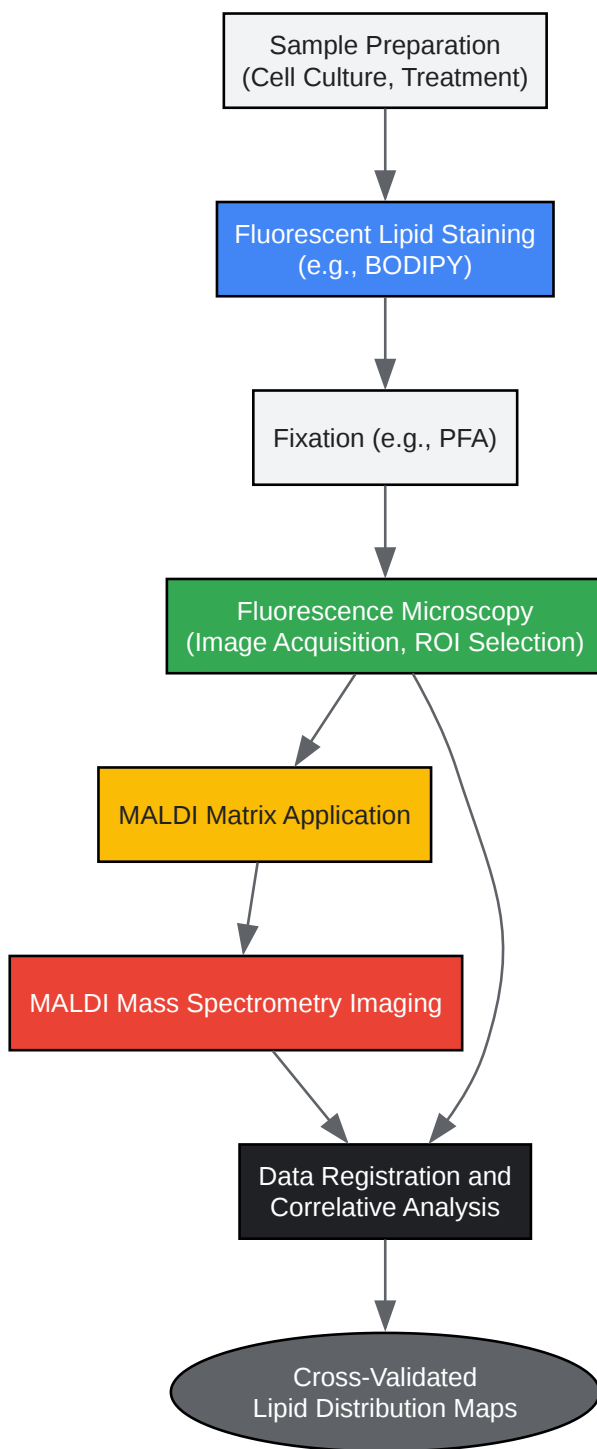 Sample Preparation
(Cell Culture, Treatment)
Fluorescent Lipid Staining
(e.g., BODIPY)
Fixation (e.g., PFA)
Fluorescence Microscopy
(Image Acquisition, ROI Selection)
MALDI Matrix Application
MALDI Mass Spectrometry Imaging
Data Registration and
Correlative Analysis
Cross-Validated
Lipid Distribution Maps